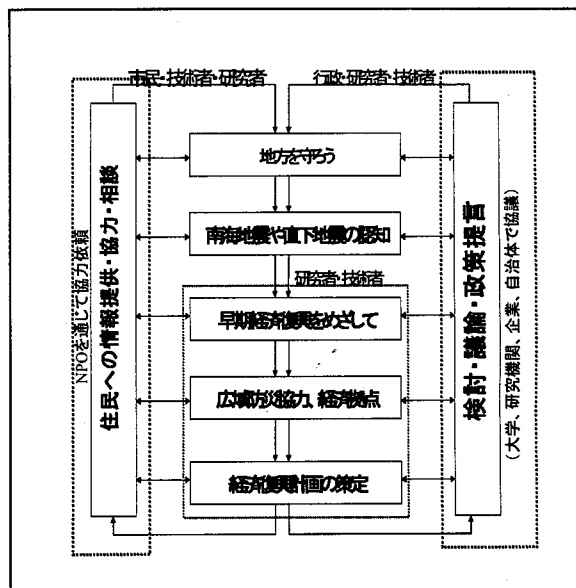 市民・技術者・研究者
行政・研究者・技術者
地方を守ろう
南海地震や直下地震の認知
研究者・技術者
早期経済復興をめざして
広域防災協力、経済拠点
経済復興計画の策定
NPOを通じて協力依頼
住民への情報提供・協力・相談
検討・議論・政策提言
(大学、研究機関、企業、自治体で協議)